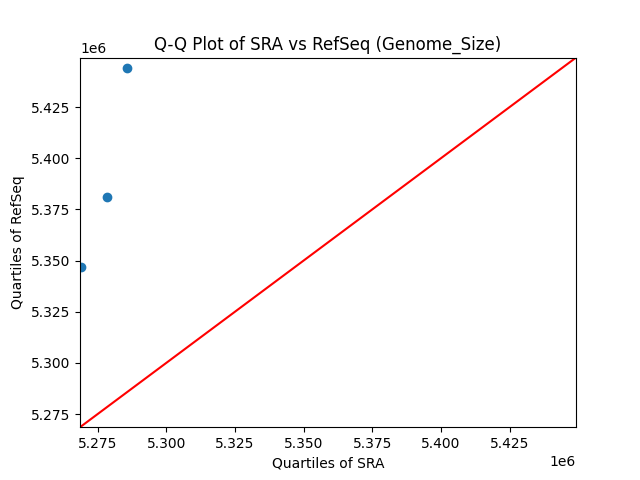 Q-Q Plot of SRA vs RefSeq (Genome_Size)
1e6
5.425
5.400
5.375
5.350
5.325
5.300
5.275
Quartiles of RefSeq
5.275 5.300 5.325 5.350 5.375 5.400 5.425
Quartiles of SRA
1e6